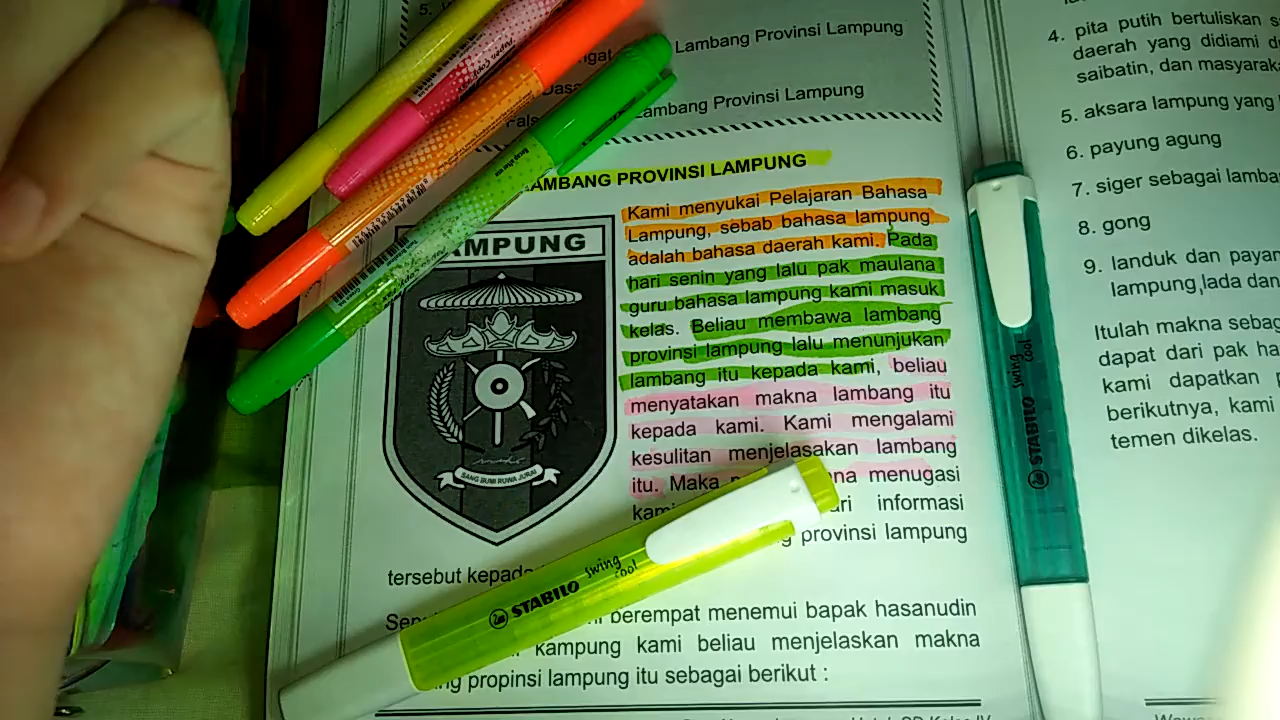 5.
Lambang Provinsi Lampung
Lambang Provinsi Lampung
LAMBANG PROVINSI LAMPUNG
LAMPUNG
SANG BUMI RUWA JURAI
Kami menyukai Pelajaran Bahasa
Lampung, sebab bahasa lampung
adalah bahasa daerah kami. Pada
hari senin yang lalu pak maulana
guru bahasa lampung kami masuk
kelas. Beliau membawa lambang
provinsi lampung lalu menunjukan
lambang itu kepada kami, beliau
menyatakan makna lambang itu
kepada kami. Kami mengalami
kesulitan menjelasakan lambang
itu. Maka menugasi
informasi
provinsi lampung
tersebut
berempat menemui bapak hasanudin
kampung kami beliau menjelaskan makna
propinsi lampung itu sebagai berikut :
STABILO swing cool
STABILO swing cool
4. pita putih bertuliskan
daerah yang didiami
saibatin, dan
5. aksara lampung yang
6. payung agung
7. siger sebagai
8. gong
9. landuk dan
lampung,lada dan
Itulah makna
dapat dari pak
kami dapatkan
berikutnya, kami
temen dikelas.